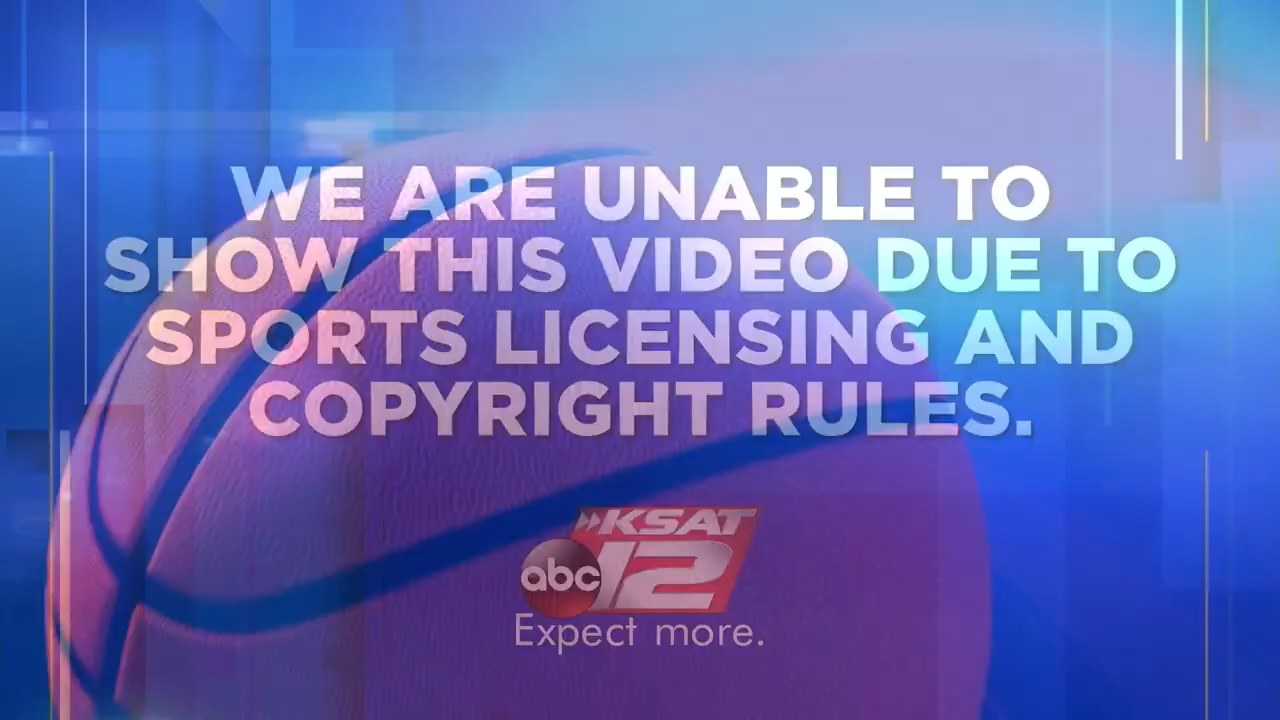 WE ARE UNABLE TO
SHOW THIS VIDEO DUE TO
SPORTS LICENSING AND
COPYRIGHT RULES.
KSAT
abc 12
Expect more.